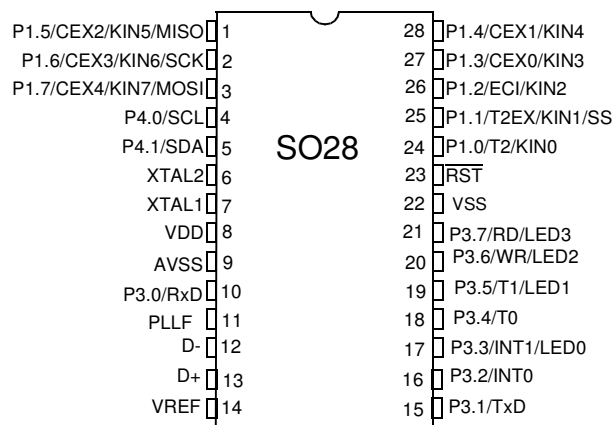 P1.5/CEX2/KIN5/MISO 1 28 P1.4/CEX1/KIN4
P1.6/CEX3/KIN6/SCK 2 27 P1.3/CEX0/KIN3
P1.7/CEX4/KIN7/MOSI 3 26 P1.2/ECI/KIN2
P4.0/SCL 4 25 P1.1/T2EX/KIN1/SS
P4.1/SDA 5 SO28 24 P1.0/T2/KIN0
XTAL2 6 23 RST
XTAL1 7 22 VSS
VDD 8 21 P3.7/RD/LED3
AVSS 9 20 P3.6/WR/LED2
P3.0/RxD 10 19 P3.5/T1/LED1
PLLF 11 18 P3.4/T0
D- 12 17 P3.3/INT1/LED0
D+ 13 16 P3.2/INT0
VREF 14 15 P3.1/TxD